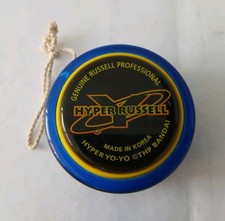 GENUINE RUSSELL PROFESSIONAL
HYPER RUSSELL
MADE IN KOREA
HYPER YO-YO ©THP BANDAI